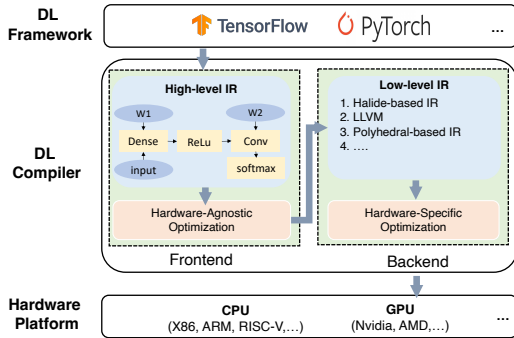 DL
Framework
TensorFlow
PyTorch
...
DL
Compiler
High-level IR
W1
W2
Dense
ReLu
Conv
input
softmax
Hardware-Agnostic
Optimization
Frontend
Low-level IR
1. Halide-based IR
2. LLVM
3. Polyhedral-based IR
4. ....
Hardware-Specific
Optimization
Backend
Hardware
Platform
CPU
(X86, ARM, RISC-V,...)
GPU
(Nvidia, AMD,...)
...